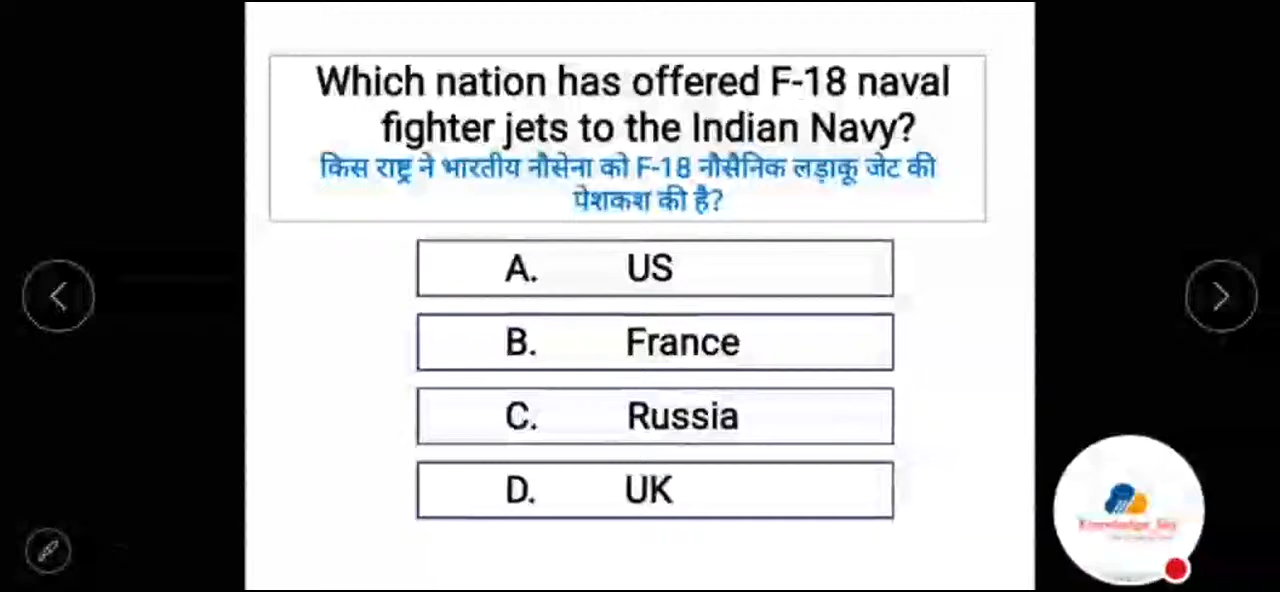 Which nation has offered F-18 naval
fighter jets to the Indian Navy?
किस राष्ट्र ने भारतीय नौसेना को F-18 नौसैनिक लड़ाकू जेट की
पेशकश की है?
A. US
B. France
C. Russia
D. UK